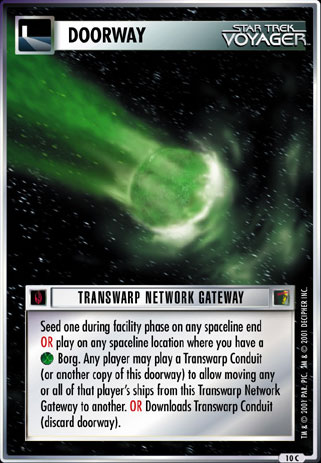 DOORWAY
STAR TREK
VOYAGER
TRANSWARP NETWORK GATEWAY
Seed one during facility phase on any spaceline end
OR play on any spaceline location where you have a
Borg. Any player may play a Transwarp Conduit
(or another copy of this doorway) to allow moving any
or all of that player's ships from this Transwarp Network
Gateway to another. OR Downloads Transwarp Conduit
(discard doorway).
TM & © 2001 PAR. PIC. SM & © 2001 DECIPHER INC.
10 C